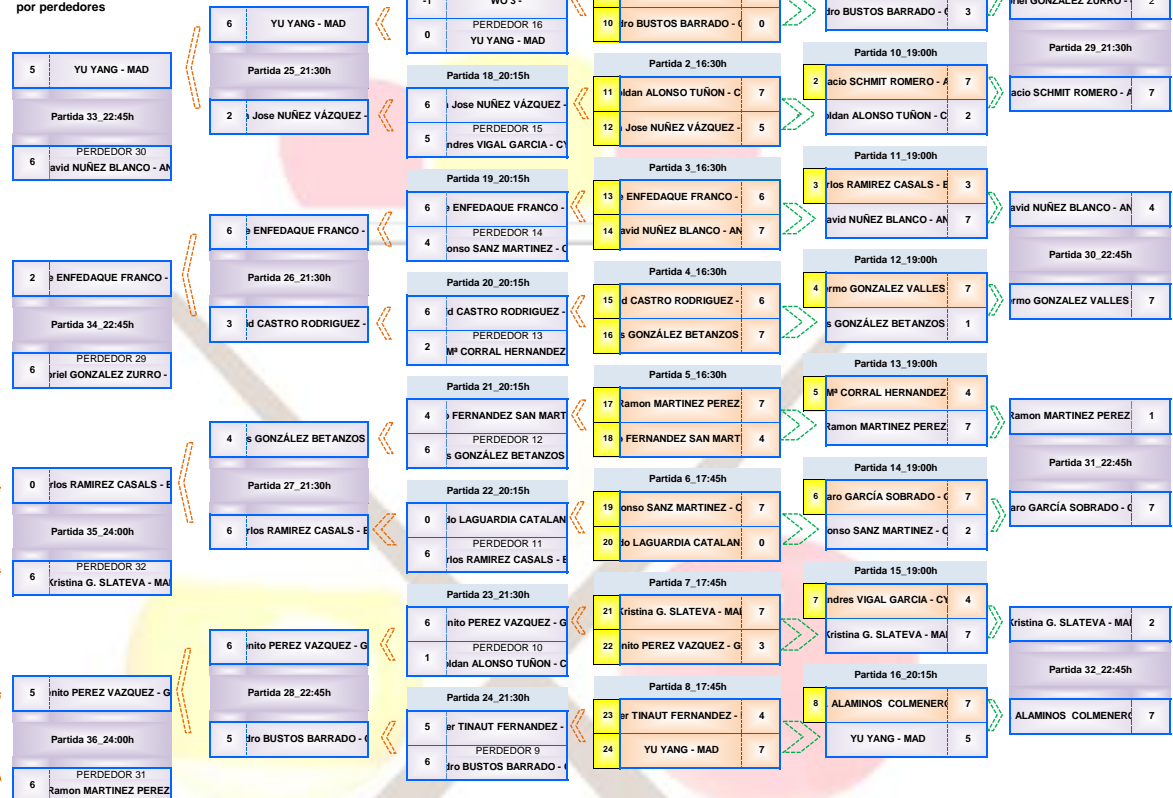 por perdedores
5 YU YANG - MAD
Partida 33_22:45h
PERDEDOR 30
6 avid NUÑEZ BLANCO - AN
2 ENFEDAQUE FRANCO -
Partida 34_22:45h
PERDEDOR 29
6 riel GONZALEZ ZURRO -
0 rlos RAMIREZ CASALS - E
Partida 35_24:00h
PERDEDOR 32
6 Kristina G. SLATEVA - MA
5 nito PEREZ VAZQUEZ - G
Partida 36_24:00h
PERDEDOR 31
6 Ramon MARTINEZ PEREZ
6 YU YANG - MAD
Partida 25_21:30h
2 Jose NUÑEZ VÁZQUEZ -
6 ENFEDAQUE FRANCO -
Partida 26_21:30h
3 d CASTRO RODRIGUEZ -
4 s GONZÁLEZ BETANZOS
Partida 27_21:30h
6 rlos RAMIREZ CASALS - E
6 nito PEREZ VAZQUEZ - G
Partida 28_22:45h
5 dro BUSTOS BARRADO - (
-1 WO 3 -
PERDEDOR 16
0 YU YANG - MAD
Partida 18_20:15h
6 Jose NUÑEZ VÁZQUEZ -
PERDEDOR 15
5 ndres VIGAL GARCIA - CY
Partida 19_20:15h
6 ENFEDAQUE FRANCO -
PERDEDOR 14
4 onso SANZ MARTINEZ - C
Partida 20_20:15h
6 d CASTRO RODRIGUEZ -
PERDEDOR 13
2 Mª CORRAL HERNANDEZ
Partida 21_20:15h
4 FERNANDEZ SAN MART
PERDEDOR 12
6 s GONZÁLEZ BETANZOS
Partida 22_20:15h
0 do LAGUARDIA CATALAN
PERDEDOR 11
6 rlos RAMIREZ CASALS - E
Partida 23_21:30h
6 nito PEREZ VAZQUEZ - G
PERDEDOR 10
1 oldan ALONSO TUÑON - C
Partida 24_21:30h
5 er TINAUT FERNANDEZ -
PERDEDOR 9
6 dro BUSTOS BARRADO - (
10 dro BUSTOS BARRADO - ( 0
Partida 2_16:30h
11 ldan ALONSO TUÑON - C 7
12 Jose NUÑEZ VÁZQUEZ - 5
Partida 3_16:30h
13 ENFEDAQUE FRANCO - 6
14 avid NUÑEZ BLANCO - AN 7
Partida 4_16:30h
15 d CASTRO RODRIGUEZ - 6
16 s GONZÁLEZ BETANZOS 7
Partida 5_16:30h
17 Ramon MARTINEZ PEREZ 7
18 FERNANDEZ SAN MART 4
Partida 6_17:45h
19 onso SANZ MARTINEZ - C 7
20 do LAGUARDIA CATALAN 0
Partida 7_17:45h
21 Kristina G. SLATEVA - MA 7
22 nito PEREZ VAZQUEZ - G 3
Partida 8_17:45h
23 er TINAUT FERNANDEZ - 4
24 YU YANG - MAD 7
dro BUSTOS BARRADO - ( 3
Partida 10_19:00h
2 acio SCHMIT ROMERO - A 7
oldan ALONSO TUÑON - C 2
Partida 11_19:00h
3 rlos RAMIREZ CASALS - E 3
avid NUÑEZ BLANCO - AN 7
Partida 12_19:00h
4 rmo GONZALEZ VALLES 7
s GONZÁLEZ BETANZOS 1
Partida 13_19:00h
5 Mª CORRAL HERNANDEZ 4
Ramon MARTINEZ PEREZ 7
Partida 14_19:00h
6 aro GARCÍA SOBRADO - G 7
onso SANZ MARTINEZ - C 2
Partida 15_19:00h
7 ndres VIGAL GARCIA - CY 4
Kristina G. SLATEVA - MA 7
Partida 16_20:15h
8 ALAMINOS COLMENERO 7
YU YANG - MAD 5
riel GONZALEZ ZURRO - 2
Partida 29_21:30h
acio SCHMIT ROMERO - A 7
avid NUÑEZ BLANCO - AN 4
Partida 30_22:45h
rmo GONZALEZ VALLES 7
Ramon MARTINEZ PEREZ 1
Partida 31_22:45h
aro GARCÍA SOBRADO - G 7
Kristina G. SLATEVA - MA 2
Partida 32_22:45h
ALAMINOS COLMENERO 7